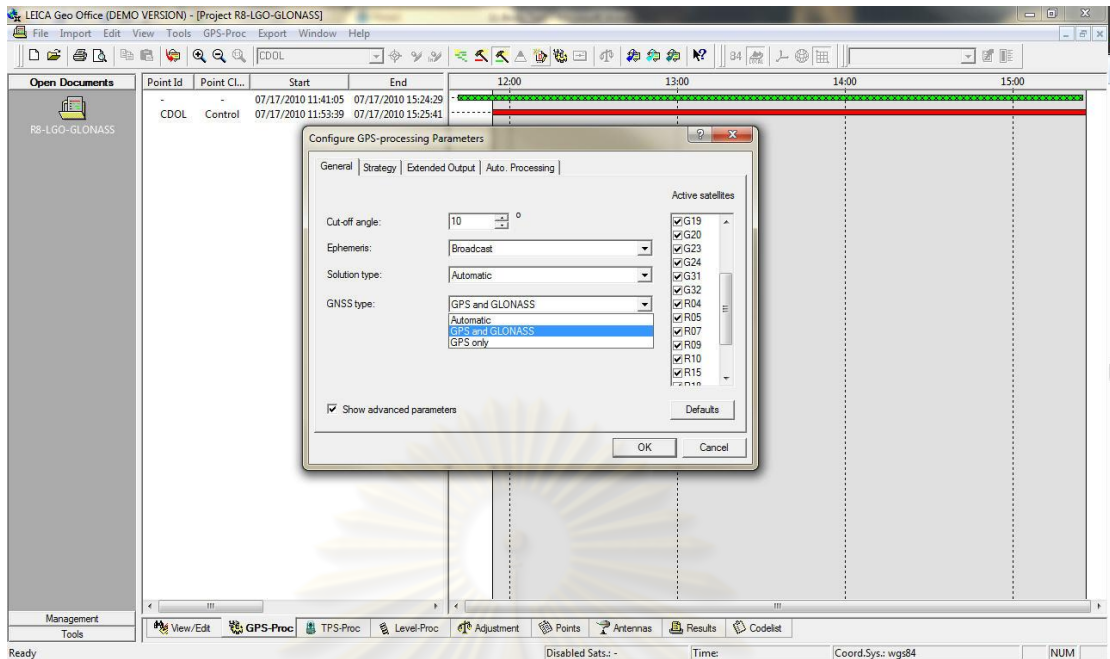 LEICA Geo Office (DEMO VERSION) - [Project R8-LGO-GLONASS]
File Import Edit View Tools GPS-Proc Export Window Help
CDOL
84
Open Documents
R8-LGO-GLONASS
Point Id Point Cl... Start End 12:00 13:00 14:00 15:00
- - 07/17/2010 11:41:05 07/17/2010 15:24:29
CDOL Control 07/17/2010 11:53:39 07/17/2010 15:25:41
Configure GPS-processing Parameters
General Strategy Extended Output Auto. Processing
Active satellites
Cut-off angle: 10 °
Ephemeris: Broadcast
Solution type: Automatic
GNSS type: GPS and GLONASS
Automatic
GPS and GLONASS
GPS only
G19
G20
G23
G24
G31
G32
R04
R05
R07
R09
R10
R15
Show advanced parameters
Defaults
OK Cancel
Management
Tools
View/Edit GPS-Proc TPS-Proc Level-Proc Adjustment Points Antennas Results Codelist
Ready Disabled Sats.: - Time: Coord.Sys.: wgs84 NUM